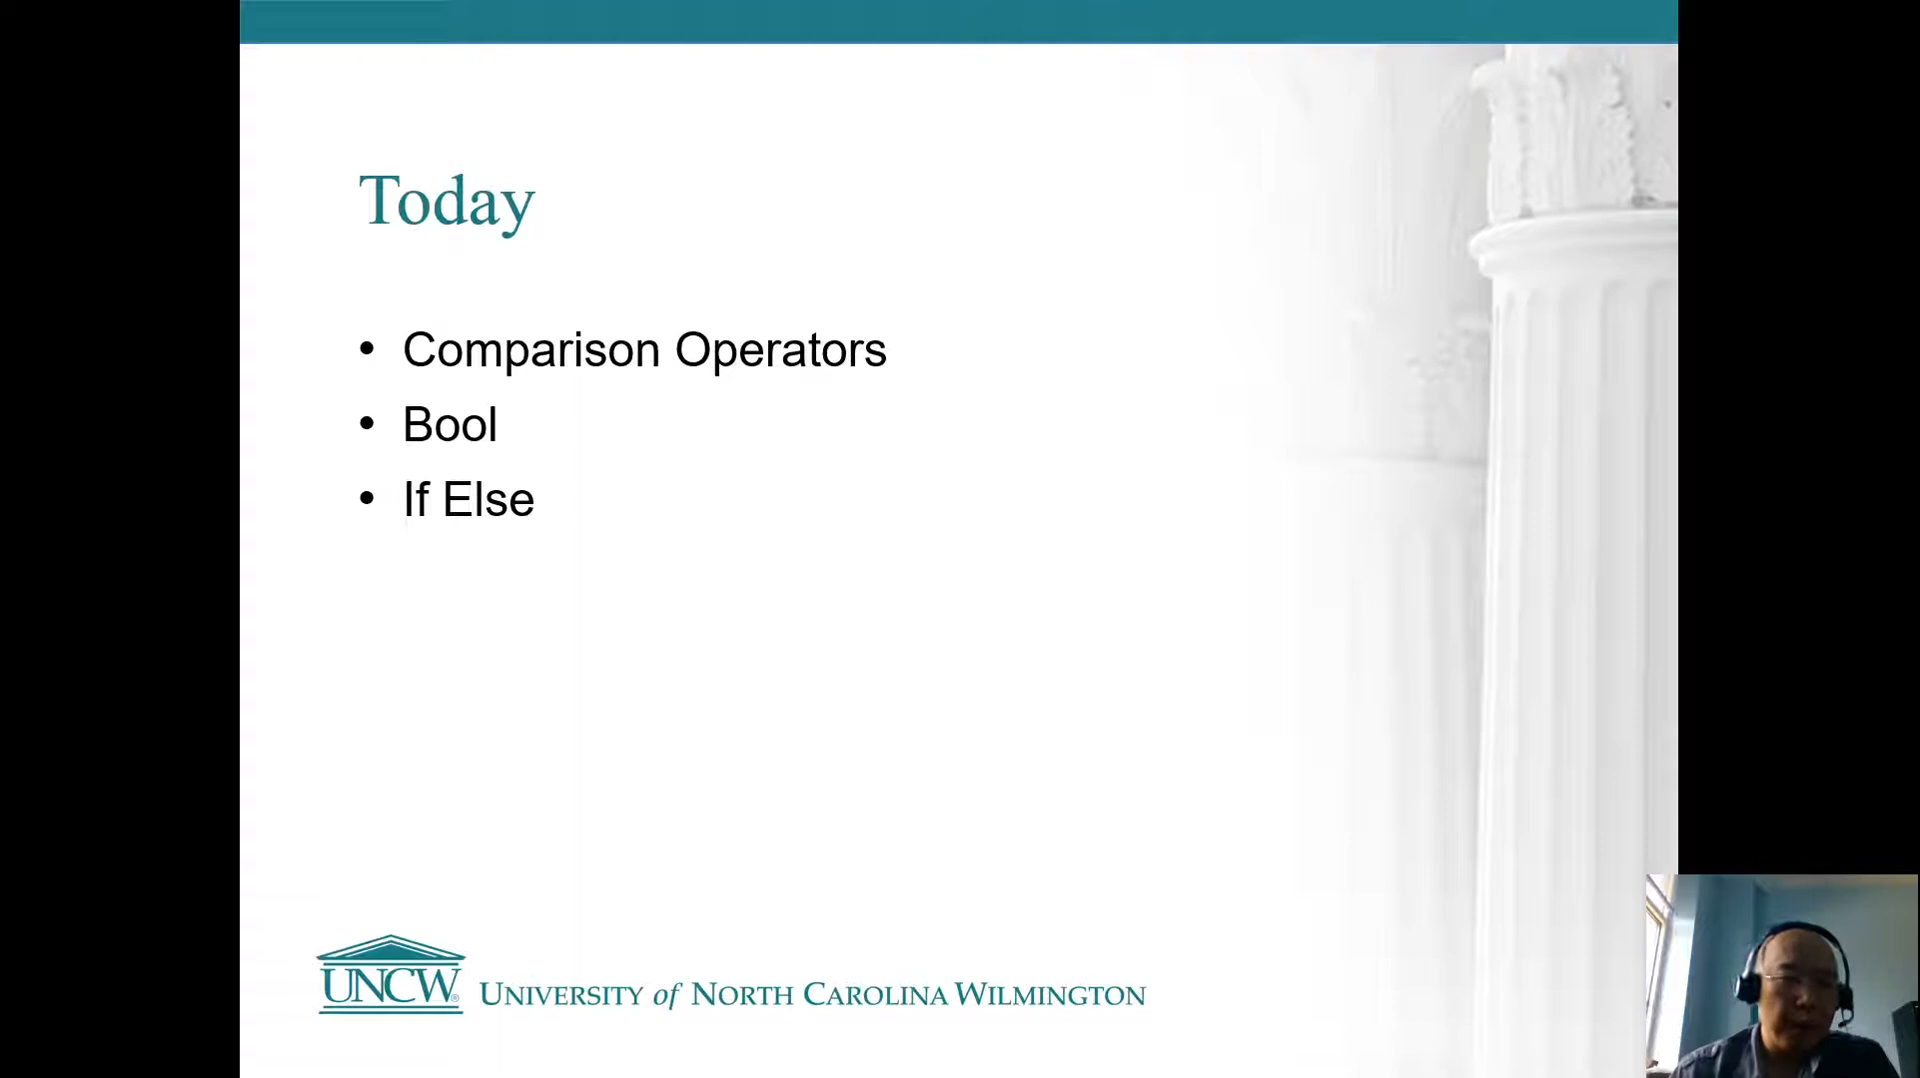 Today
• Comparison Operators
• Bool
• If Else
UNCW®
UNIVERSITY of NORTH CAROLINA WILMINGTON